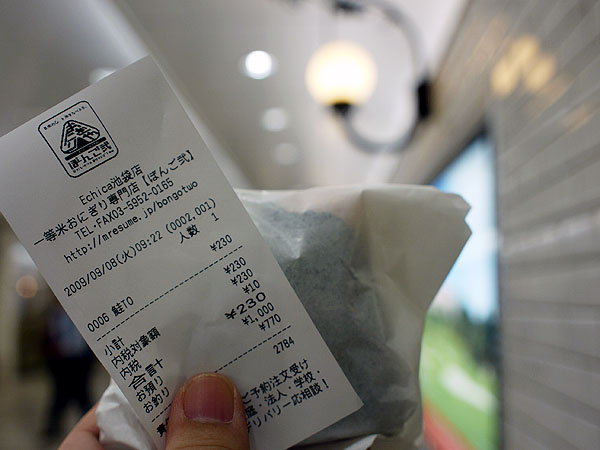 ぼんご弐
Echica池袋店
一等米おにぎり専門店【ぼんご弐】
TEL・FAX03-5952-0165
http://mresume.jp/bongotuo
2009/09/08(火)09:22 (0002,001)
人数 1
0006 鮭TO ¥230
小計 ¥230
内税対象額 ¥230
内税 ¥10
合計 ¥230
お預り ¥1,000
お釣り ¥770
2784
ご予約注文受け
・法人・学校・
デリバリー応相談!